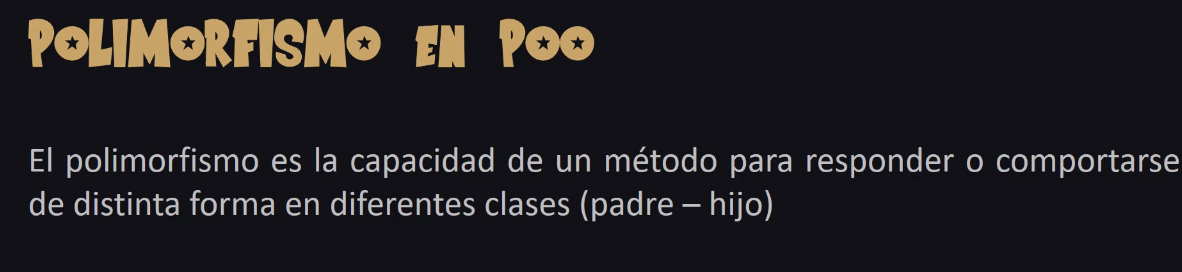 POLIMORFISMO EN POO
El polimorfismo es la capacidad de un método para responder o comportarse
de distinta forma en diferentes clases (padre – hijo)